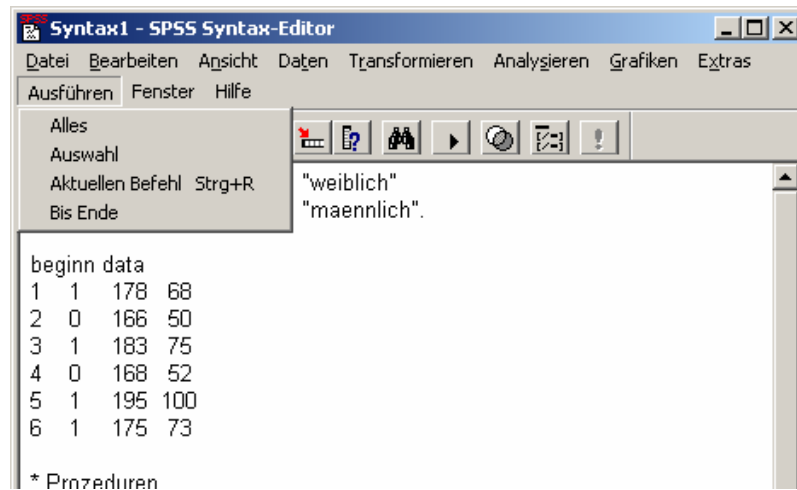 SPSS
Syntax1 - SPSS Syntax-Editor
Datei Bearbeiten Ansicht Daten Transformieren Analysieren Grafiken Extras
Ausführen Fenster Hilfe
Alles
Auswahl
Aktuellen Befehl Strg+R
Bis Ende
"weiblich"
"maennlich".
beginn data
1 1 178 68
2 0 166 50
3 1 183 75
4 0 168 52
5 1 195 100
6 1 175 73
* Prozeduren